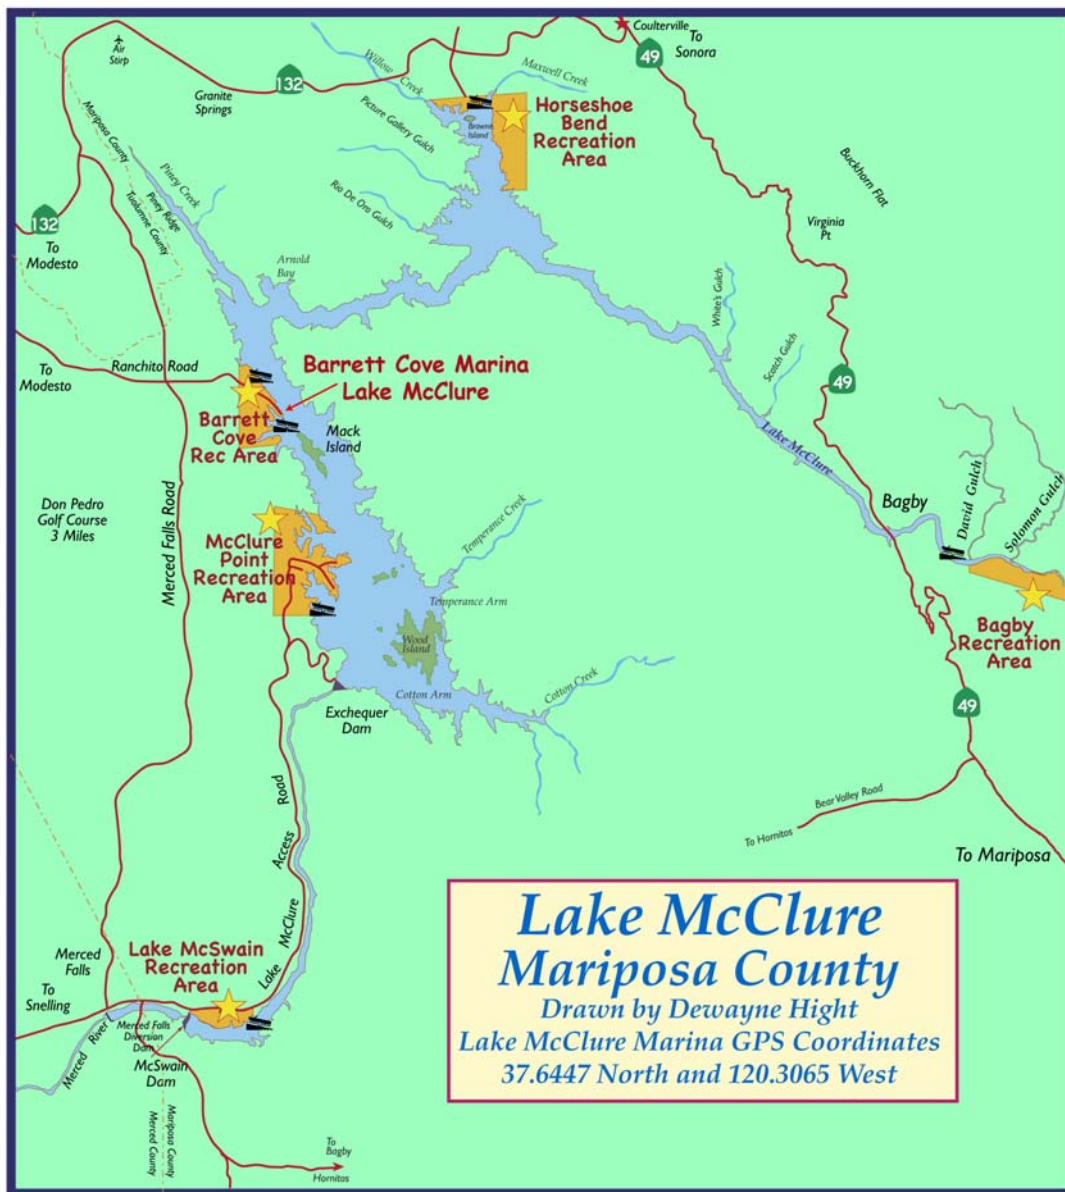 Coulterville
To
Sonora
49
Air
Stirp
132
Granite
Springs
Willow Creek
Maxwell Creek
Picture Gallery Gulch
Browns
Island
Horseshoe
Bend
Recreation
Area
Mariposa County
Tuolumne County
Piney Creek
Piney Ridge
Rio De Oro Gulch
Buckhorn Flat
Virginia
Pt
132
To
Modesto
Arnold
Bay
White's Gulch
Scotch Gulch
49
To
Modesto
Ranchito Road
Barrett Cove Marina
Lake McClure
Barrett
Cove
Rec Area
Mack
Island
Lake McClure
Bagby
David Gulch
Solomon Gulch
Don Pedro
Golf Course
3 Miles
Merced Falls Road
McClure
Point
Recreation
Area
Temperance Creek
Temperance Arm
Wood
Island
Cotton Arm
Cotton Creek
Bagby
Recreation
Area
Exchequer
Dam
49
Bear Valley Road
To Hornitos
To Mariposa
Lake McClure Access Road
Lake McSwain
Recreation
Area
Merced
Falls
To
Snelling
Merced River
Merced Falls
Diversion
Dam
McSwain
Dam
Mariposa County
Merced County
To
Bagby
Hornitos
Lake McClure
Mariposa County
Drawn by Dewayne Hight
Lake McClure Marina GPS Coordinates
37.6447 North and 120.3065 West